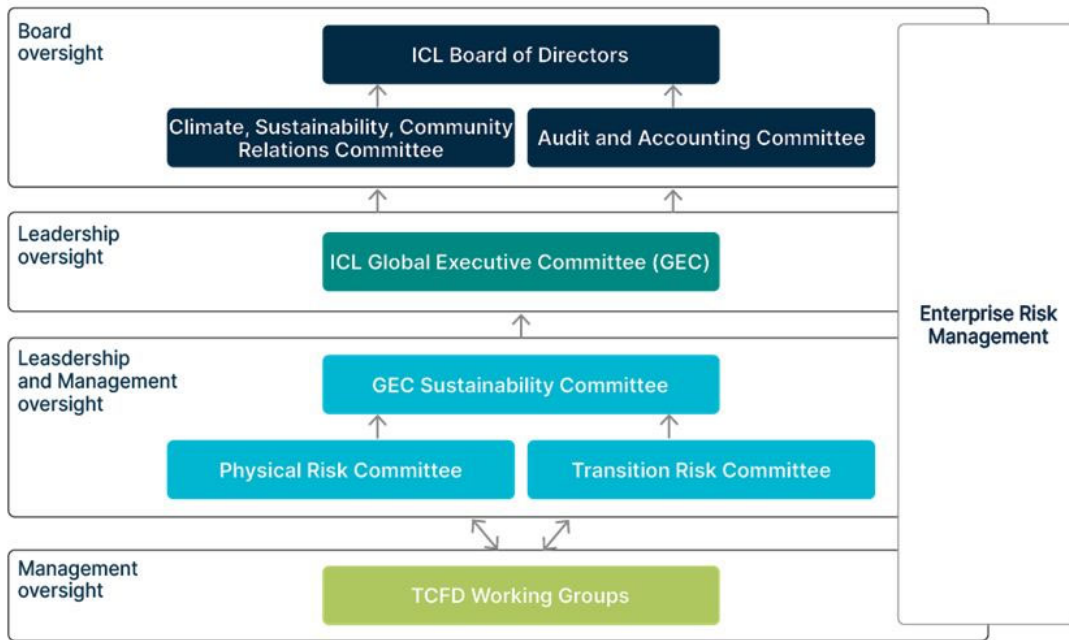 Board
oversight
ICL Board of Directors
Climate, Sustainability, Community
Relations Committee
Audit and Accounting Committee
Leadership
oversight
ICL Global Executive Committee (GEC)
Enterprise Risk
Management
Leasdership
and Management
oversight
GEC Sustainability Committee
Physical Risk Committee
Transition Risk Committee
Management
oversight
TCFD Working Groups